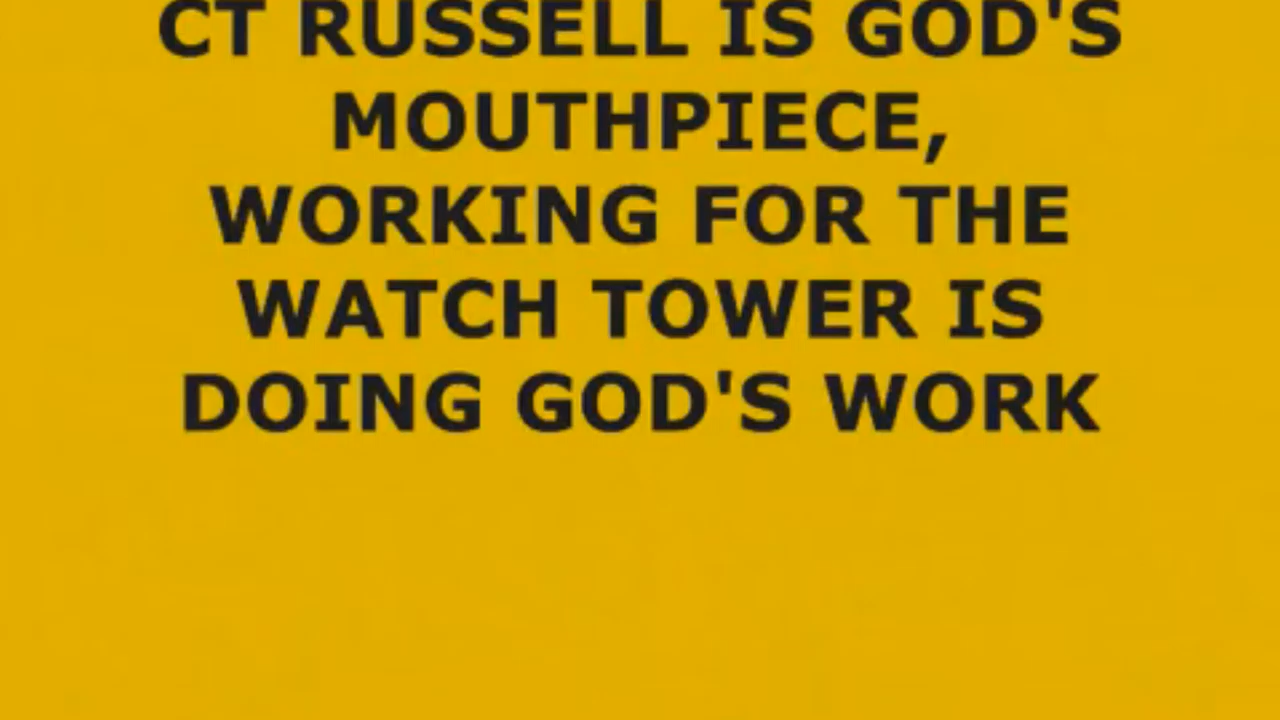 CT RUSSELL IS GOD'S
MOUTHPIECE,
WORKING FOR THE
WATCH TOWER IS
DOING GOD'S WORK